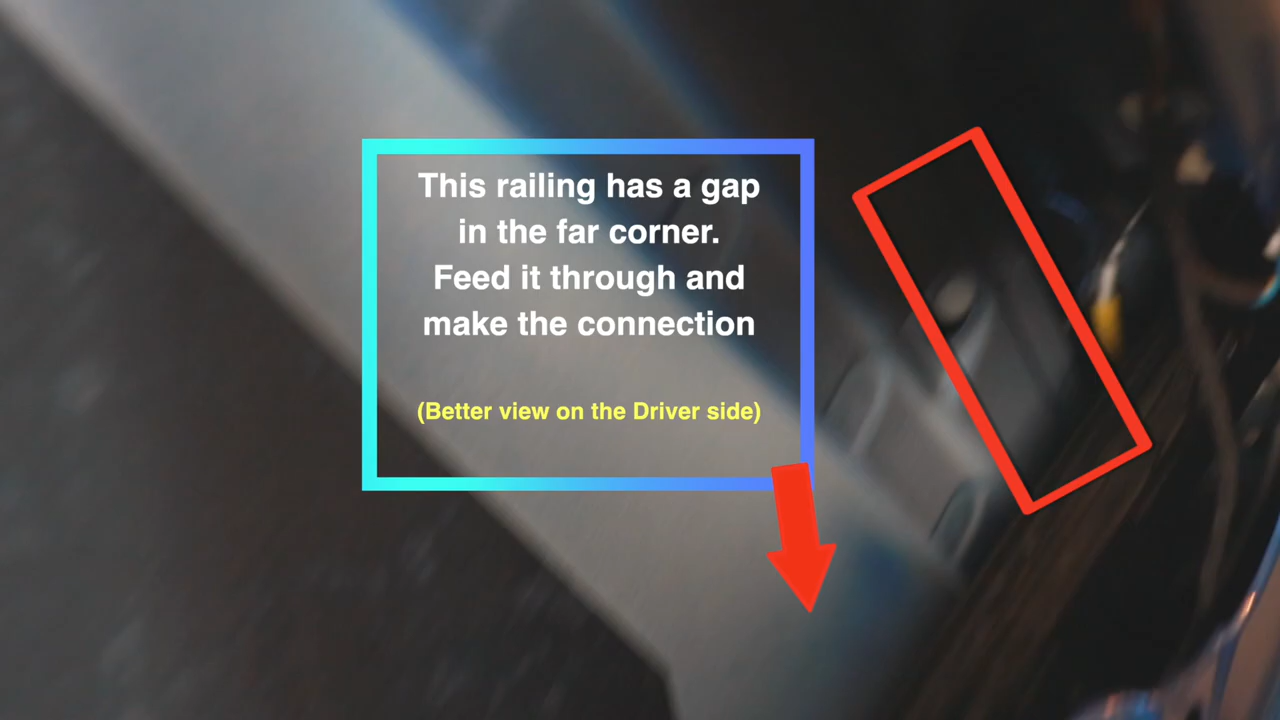 This railing has a gap
in the far corner.
Feed it through and
make the connection
(Better view on the Driver side)